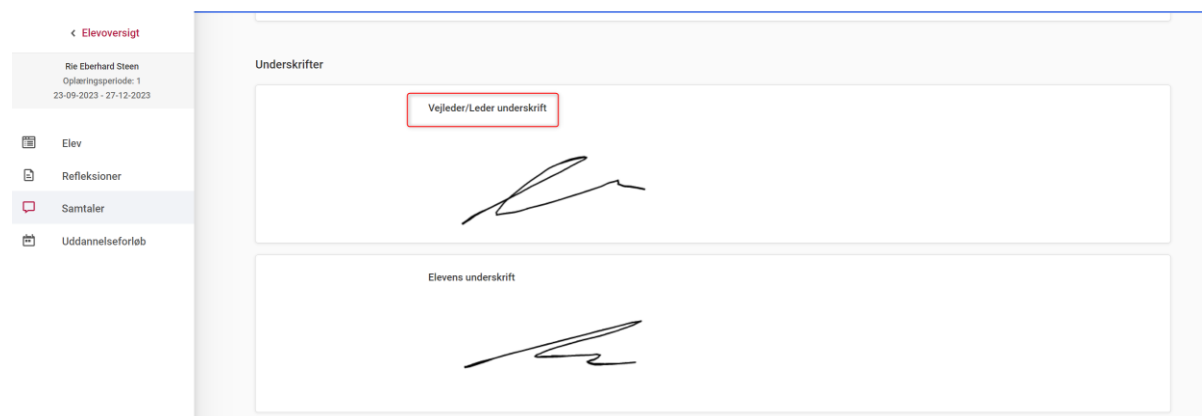 Elevoversigt
Rie Eberhard Steen
Oplæringsperiode: 1
23-09-2023 - 27-12-2023
Elev
Refleksioner
Samtaler
Uddannelseforløb
Underskrifter
Vejleder/Leder underskrift
Elevens underskrift